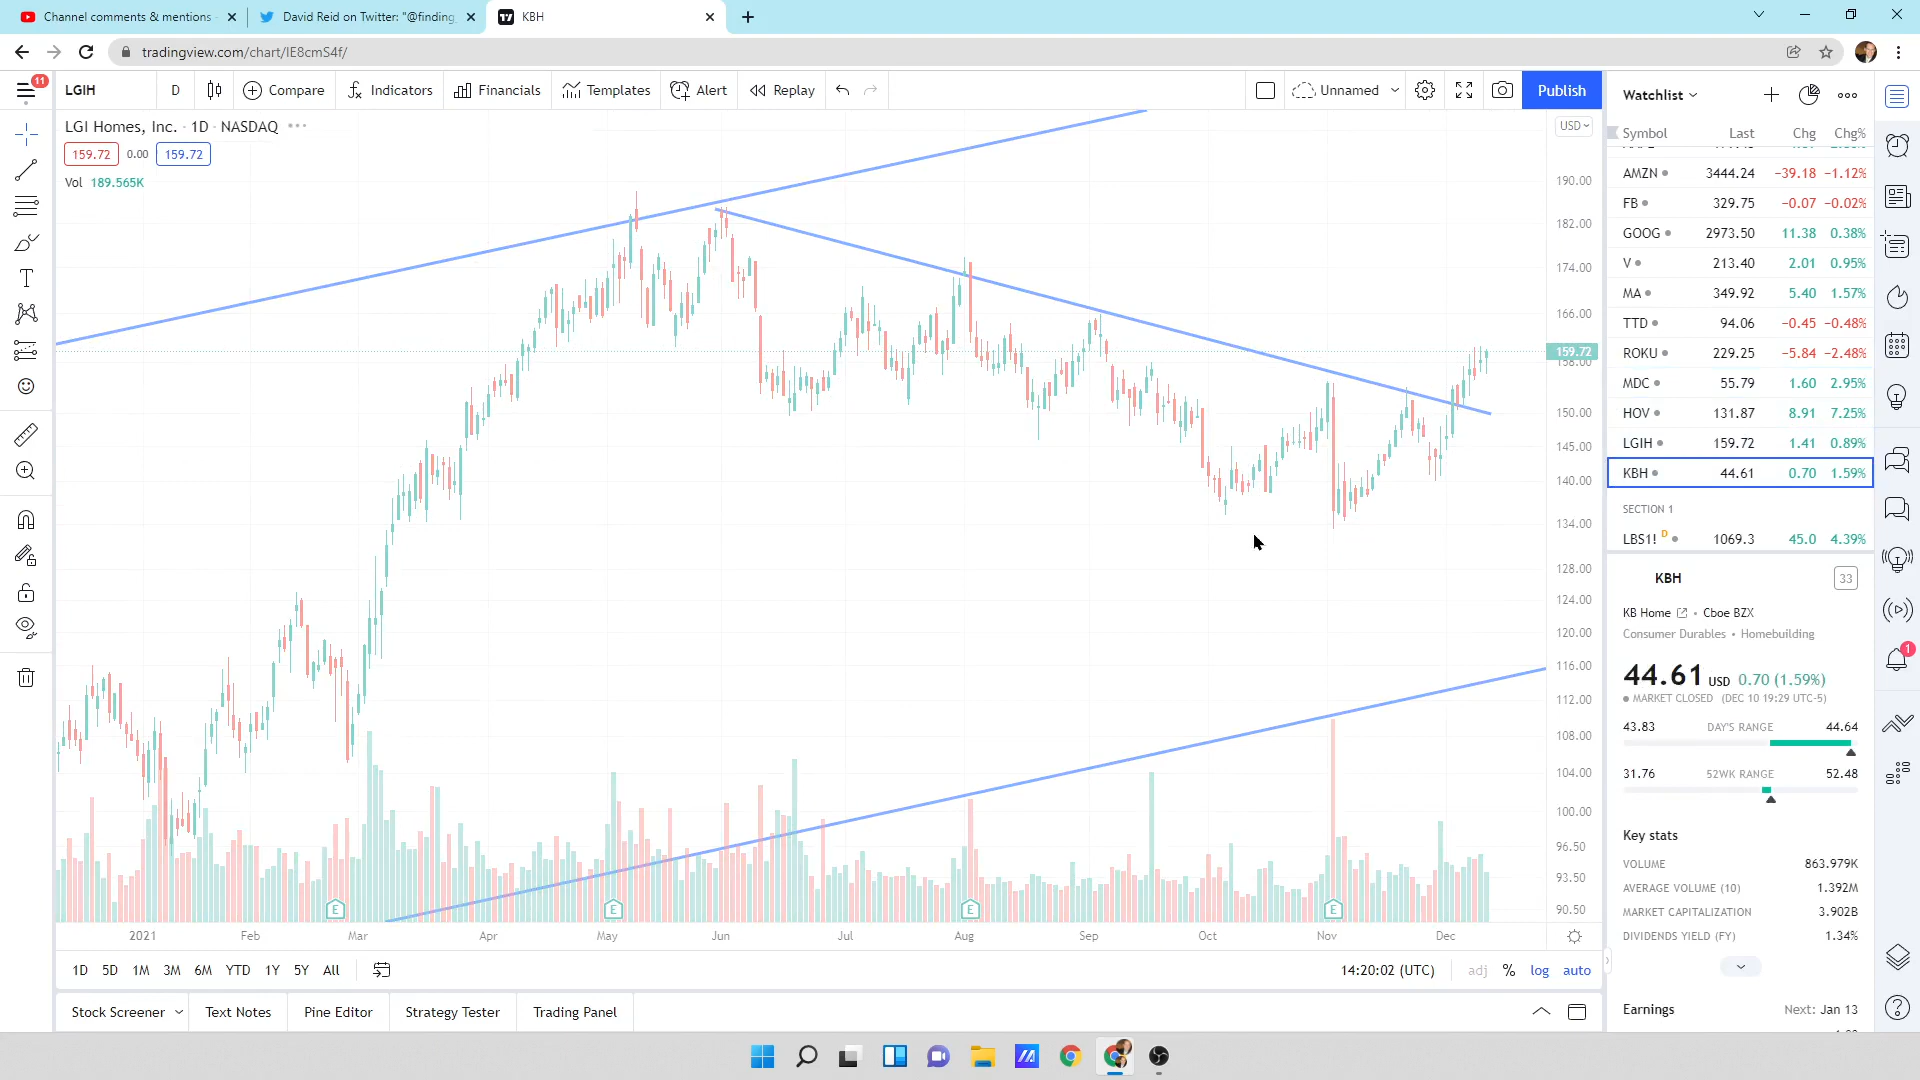 Channel comments & mentions
David Reid on Twitter: "@finding_
KBH
tradingview.com/chart/IE8cmS4f/
11
LGIH
D
Compare
Indicators
Financials
Templates
Alert
Replay
Unnamed
Publish
LGI Homes, Inc. · 1D · NASDAQ
159.72 0.00 159.72
Vol 189.565K
USD
190.00
182.00
174.00
166.00
159.72
158.00
150.00
145.00
140.00
134.00
128.00
124.00
120.00
116.00
112.00
108.00
104.00
100.00
96.50
93.50
90.50
E E E E
2021 Feb Mar Apr May Jun Jul Aug Sep Oct Nov Dec
1D 5D 1M 3M 6M YTD 1Y 5Y All
14:20:02 (UTC) adj % log auto
Stock Screener Text Notes Pine Editor Strategy Tester Trading Panel
Watchlist
Symbol Last Chg Chg%
AMZN 3444.24 −39.18 −1.12%
FB 329.75 −0.07 −0.02%
GOOG 2973.50 11.38 0.38%
V 213.40 2.01 0.95%
MA 349.92 5.40 1.57%
TTD 94.06 −0.45 −0.48%
ROKU 229.25 −5.84 −2.48%
MDC 55.79 1.60 2.95%
HOV 131.87 8.91 7.25%
LGIH 159.72 1.41 0.89%
KBH 44.61 0.70 1.59%
SECTION 1
LBS1! D 1069.3 45.0 4.39%
KBH
33
KB Home • Cboe BZX
Consumer Durables • Homebuilding
44.61 USD 0.70 (1.59%)
MARKET CLOSED (DEC 10 19:29 UTC-5)
43.83 DAY'S RANGE 44.64
31.76 52WK RANGE 52.48
Key stats
VOLUME 863.979K
AVERAGE VOLUME (10) 1.392M
MARKET CAPITALIZATION 3.902B
DIVIDENDS YIELD (FY) 1.34%
Earnings Next: Jan 13
1